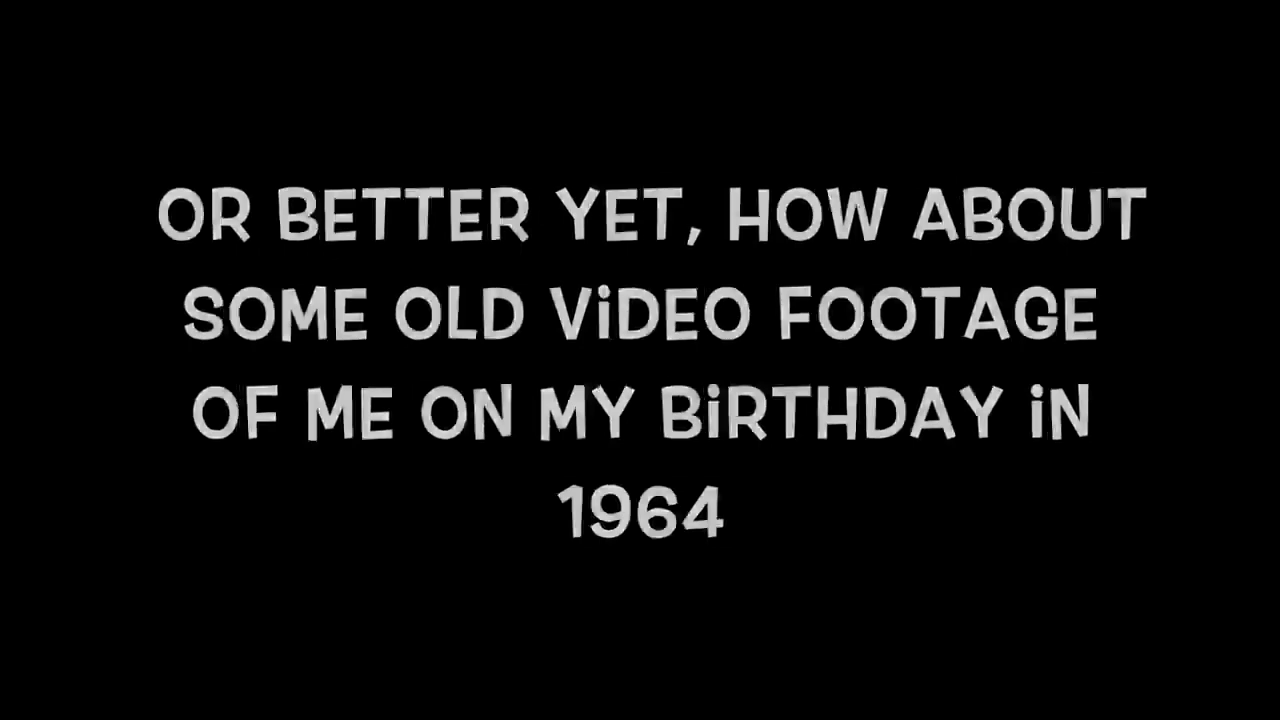 OR BETTER YET, HOW ABOUT
SOME OLD ViDEO FOOTAGE
OF ME ON MY BiRTHDAY iN
1964